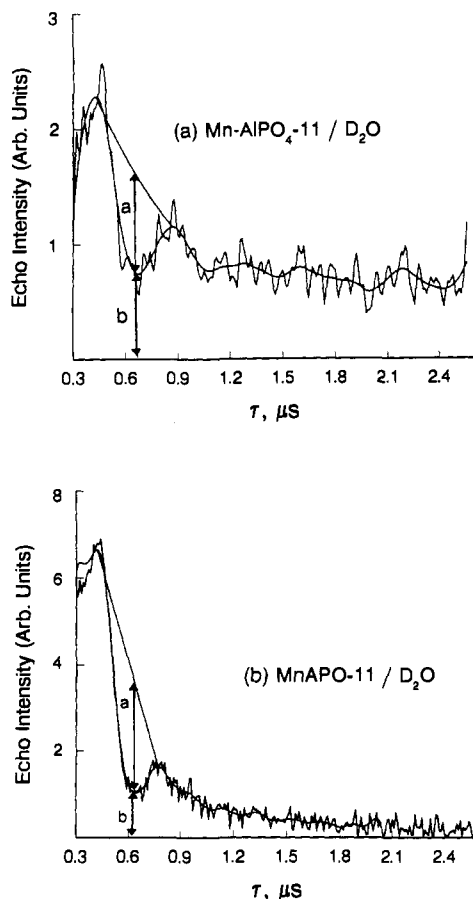 3
2
1
Echo Intensity (Arb. Units)
(a) Mn-AlPO₄-11 / D₂O
a
b
0.3 0.6 0.9 1.2 1.5 1.8 2.1 2.4
τ, μs
8
6
4
2
Echo Intensity (Arb. Units)
(b) MnAPO-11 / D₂O
a
b
0.3 0.6 0.9 1.2 1.5 1.8 2.1 2.4
τ, μs